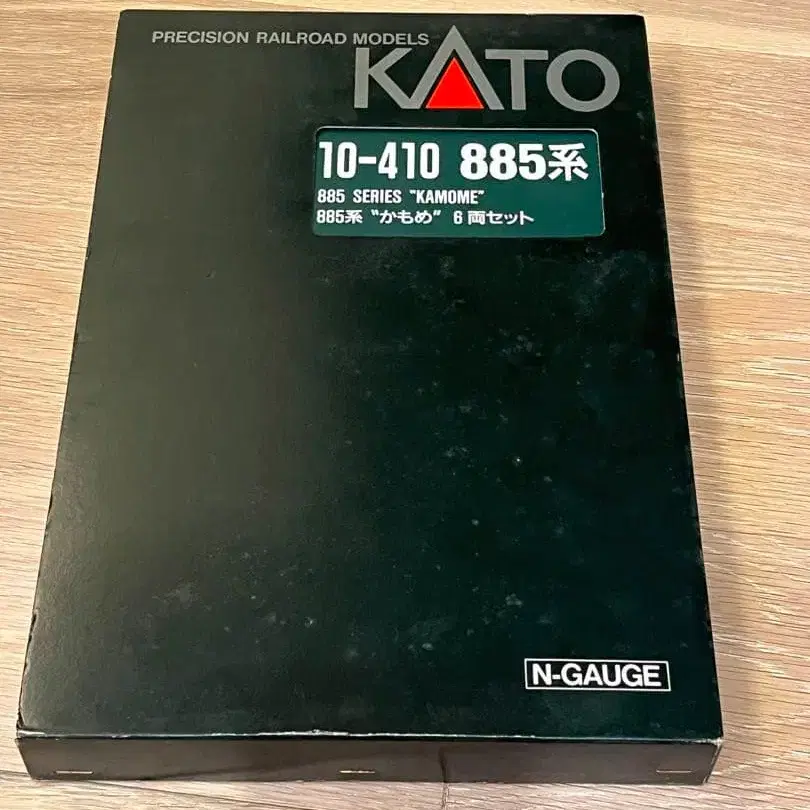 PRECISION RAILROAD MODELS
KATO
10-410 885系
885 SERIES "KAMOME"
885系 "かもめ" 6両セット
N-GAUGE